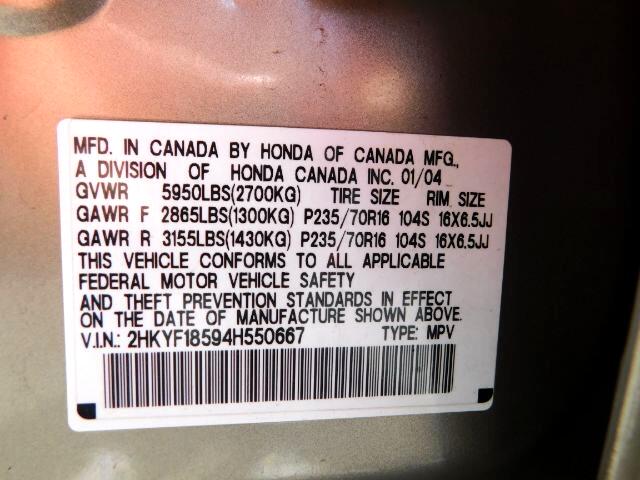 MFD. IN CANADA BY HONDA OF CANADA MFG.,
A DIVISION OF HONDA CANADA INC. 01/04
GVWR 5950LBS(2700KG) TIRE SIZE RIM SIZE
GAWR F 2865LBS(1300KG) P235/70R16 104S 16X6.5JJ
GAWR R 3155LBS(1430KG) P235/70R16 104S 16X6.5JJ
THIS VEHICLE CONFORMS TO ALL APPLICABLE
FEDERAL MOTOR VEHICLE SAFETY
AND THEFT PREVENTION STANDARDS IN EFFECT
ON THE DATE OF MANUFACTURE SHOWN ABOVE.
V.I.N.: 2HKYF18594H550667 TYPE: MPV